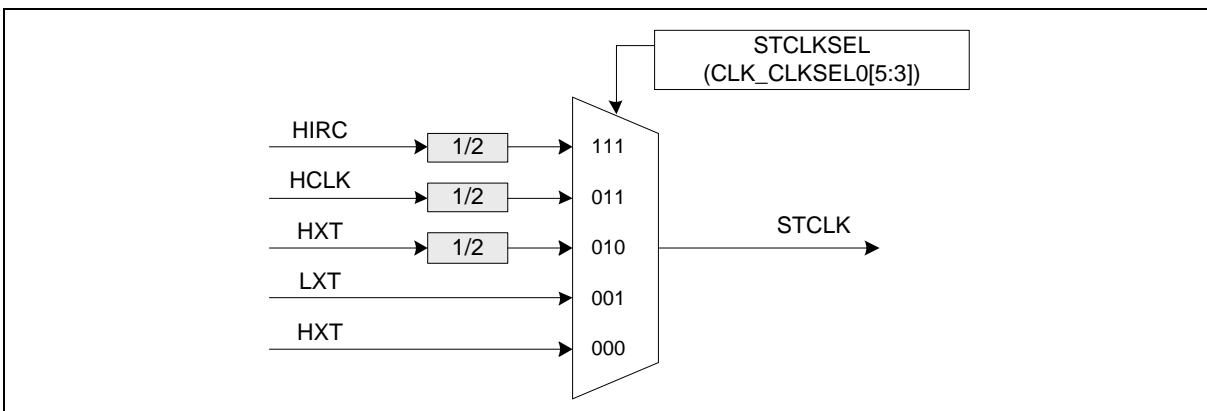 STCLKSEL
(CLK_CLKSEL0[5:3])
HIRC
1/2
111
HCLK
1/2
011
HXT
1/2
010
STCLK
LXT
001
HXT
000